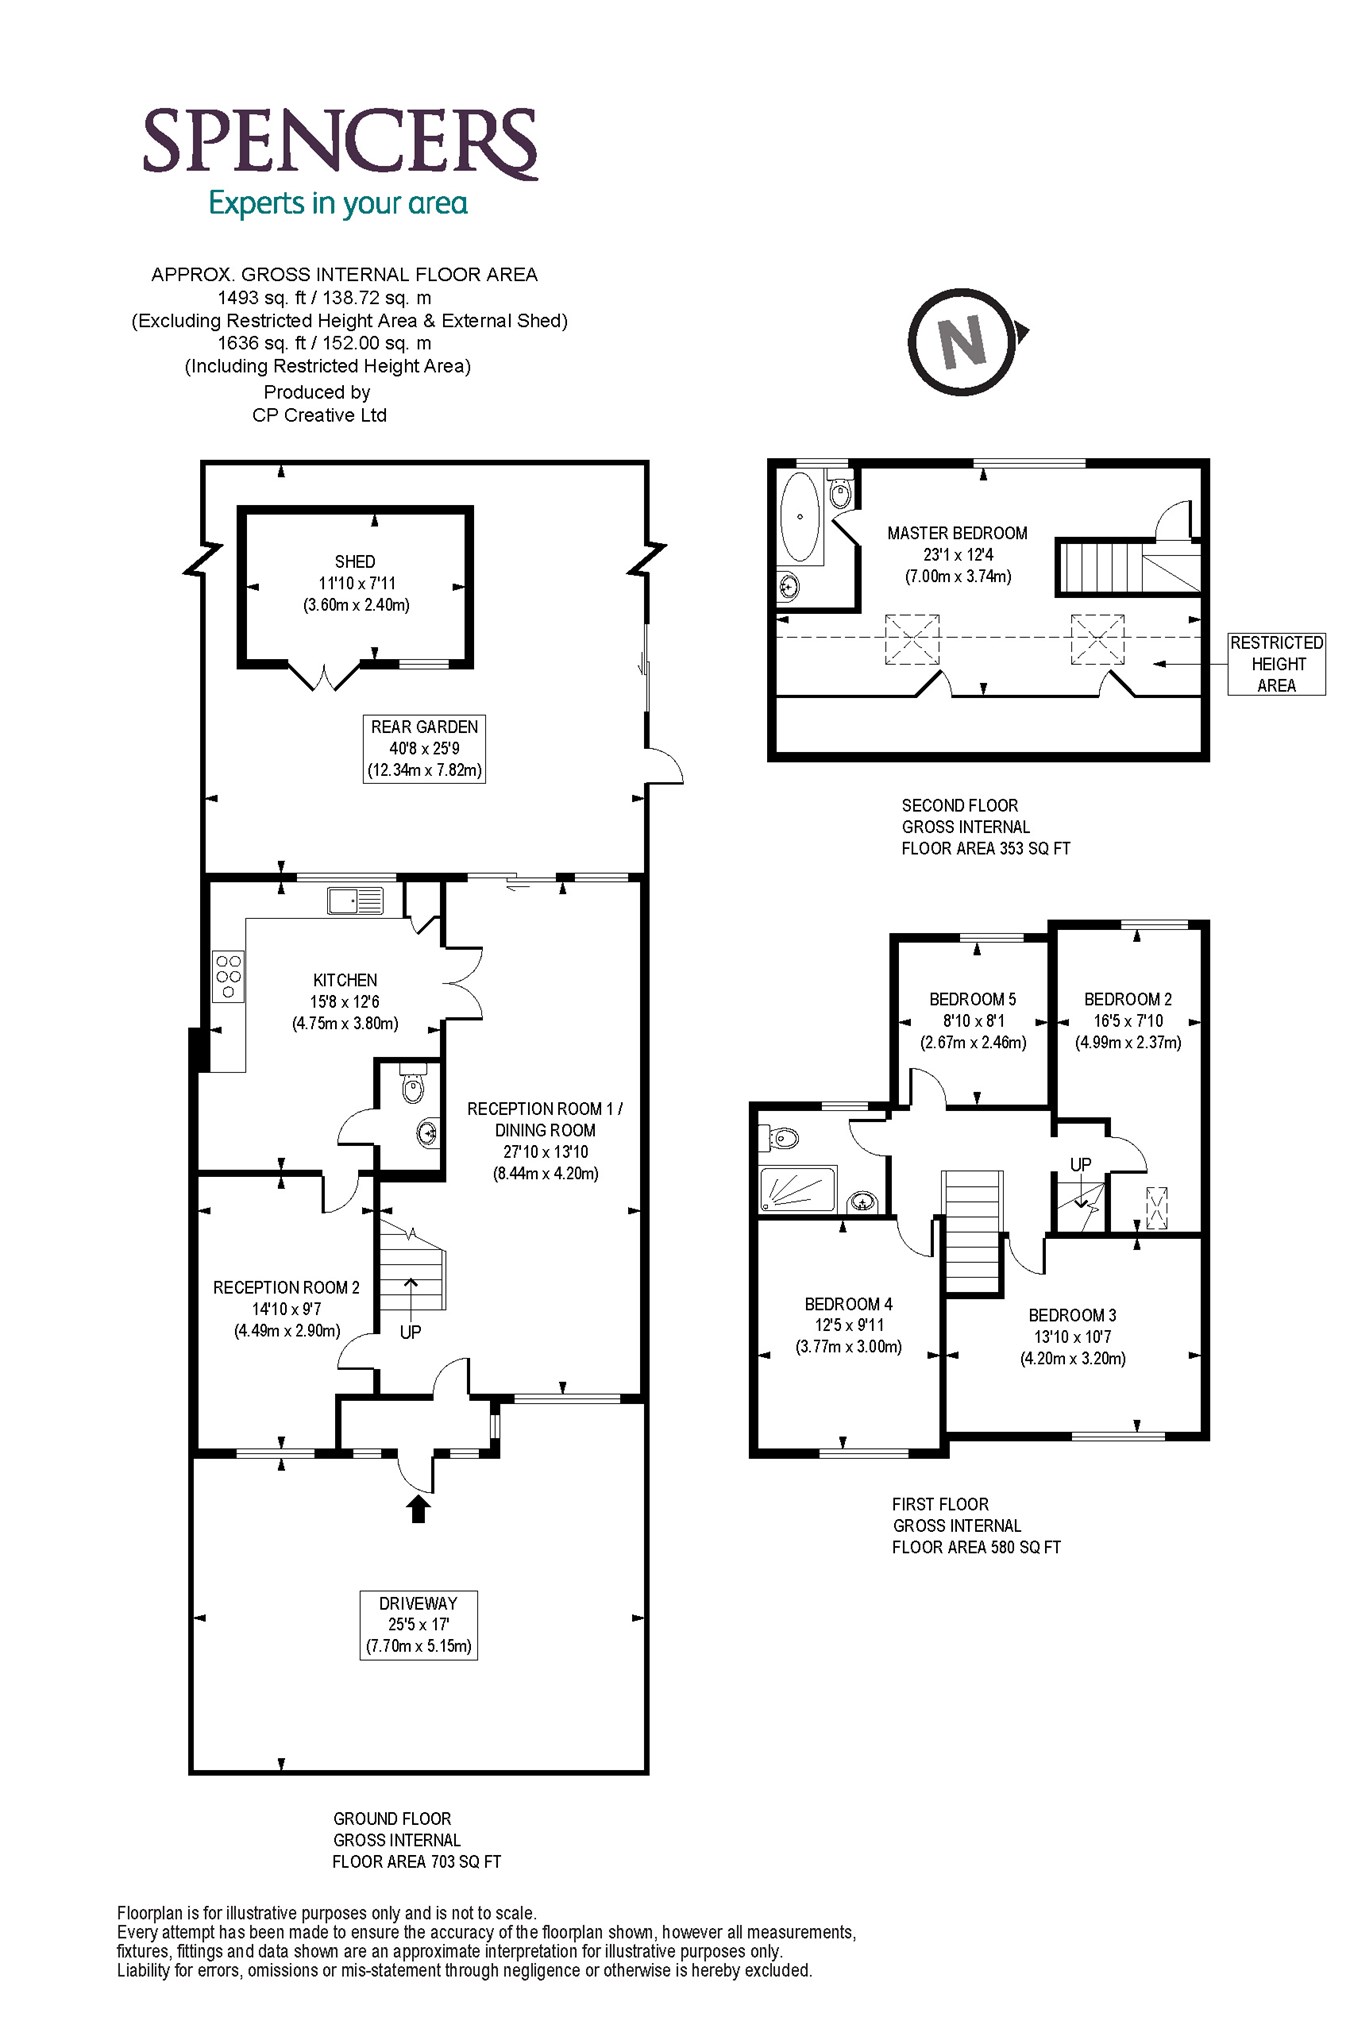 SPENCERS
Experts in your area
APPROX. GROSS INTERNAL FLOOR AREA
1493 sq. ft / 138.72 sq. m
(Excluding Restricted Height Area & External Shed)
1636 sq. ft / 152.00 sq. m
(Including Restricted Height Area)
Produced by
CP Creative Ltd
N
SHED
11'10 x 7'11
(3.60m x 2.40m)
REAR GARDEN
40'8 x 25'9
(12.34m x 7.82m)
KITCHEN
15'8 x 12'6
(4.75m x 3.80m)
RECEPTION ROOM 1 /
DINING ROOM
27'10 x 13'10
(8.44m x 4.20m)
RECEPTION ROOM 2
14'10 x 9'7
(4.49m x 2.90m)
UP
DRIVEWAY
25'5 x 17'
(7.70m x 5.15m)
GROUND FLOOR
GROSS INTERNAL
FLOOR AREA 703 SQ FT
MASTER BEDROOM
23'1 x 12'4
(7.00m x 3.74m)
RESTRICTED
HEIGHT
AREA
SECOND FLOOR
GROSS INTERNAL
FLOOR AREA 353 SQ FT
BEDROOM 5
8'10 x 8'1
(2.67m x 2.46m)
BEDROOM 2
16'5 x 7'10
(4.99m x 2.37m)
UP
BEDROOM 4
12'5 x 9'11
(3.77m x 3.00m)
BEDROOM 3
13'10 x 10'7
(4.20m x 3.20m)
FIRST FLOOR
GROSS INTERNAL
FLOOR AREA 580 SQ FT
Floorplan is for illustrative purposes only and is not to scale.
Every attempt has been made to ensure the accuracy of the floorplan shown, however all measurements,
fixtures, fittings and data shown are an approximate interpretation for illustrative purposes only.
Liability for errors, omissions or mis-statement through negligence or otherwise is hereby excluded.